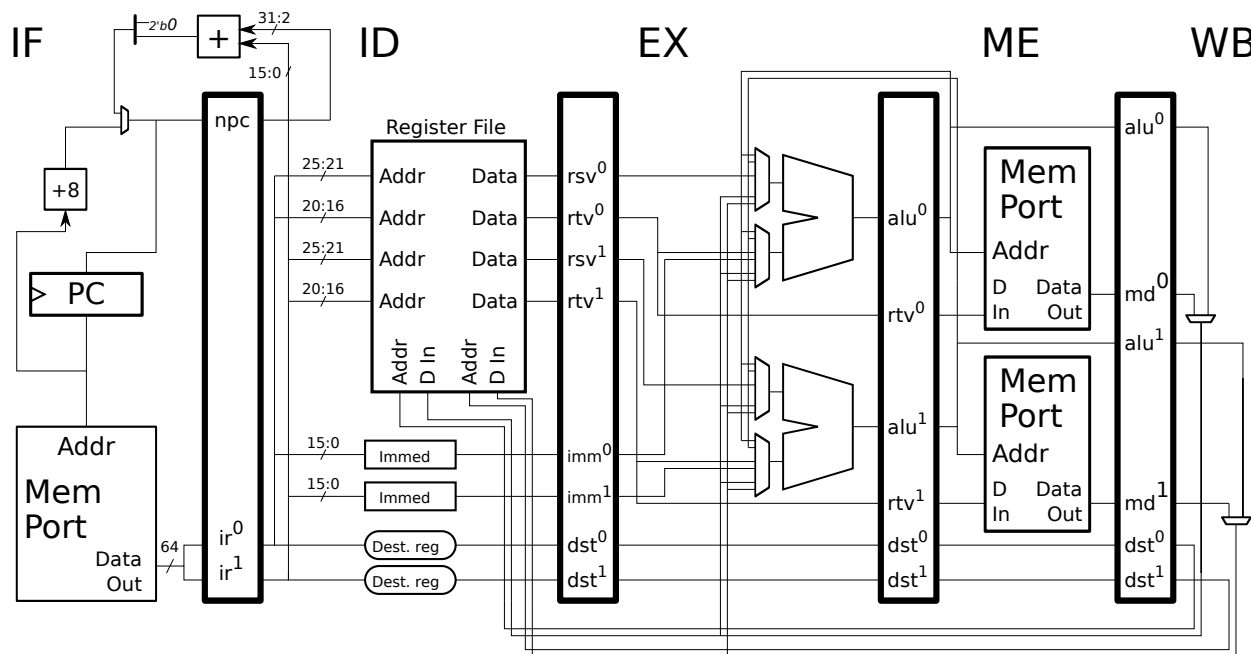 IF
ID
EX
ME
WB
2'b0
+
31:2
15:0
npc
+8
PC
Addr
Mem
Port
Data
Out
64
ir0
ir1
Register File
25:21
Addr
Data
20:16
Addr
Data
25:21
Addr
Data
20:16
Addr
Data
Addr
D In
Addr
D In
15:0
Immed
15:0
Immed
Dest. reg
Dest. reg
rsv0
rtv0
rsv1
rtv1
imm0
imm1
dst0
dst1
alu0
rtv0
alu1
rtv1
dst0
dst1
Mem
Port
Addr
D Data
In Out
Mem
Port
Addr
D Data
In Out
alu0
md0
alu1
md1
dst0
dst1